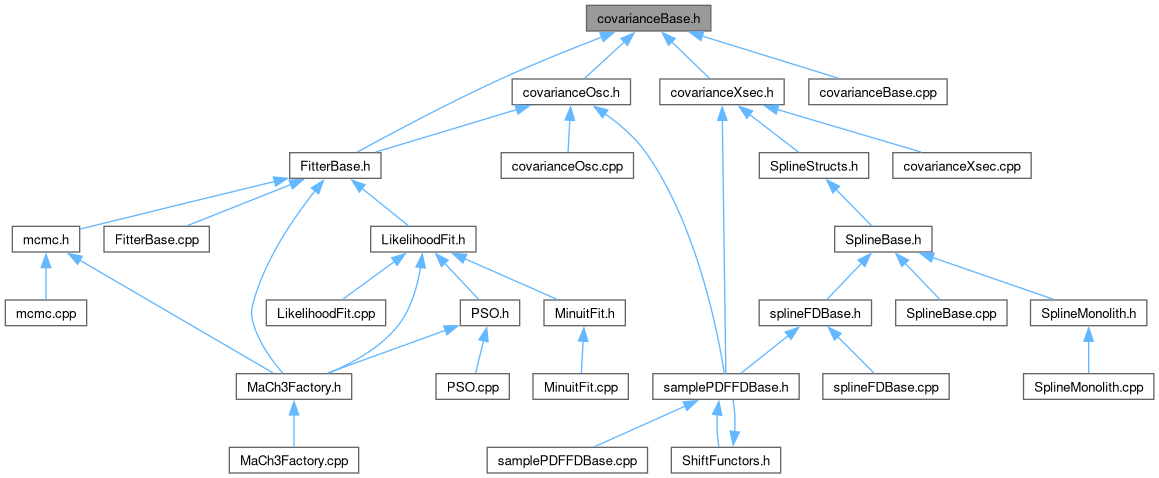 covarianceBase.h
covarianceOsc.h
covarianceXsec.h
covarianceBase.cpp
FitterBase.h
covarianceOsc.cpp
SplineStructs.h
covarianceXsec.cpp
mcmc.h
FitterBase.cpp
LikelihoodFit.h
SplineBase.h
mcmc.cpp
LikelihoodFit.cpp
PSO.h
MinuitFit.h
splineFDBase.h
SplineBase.cpp
SplineMonolith.h
MaCh3Factory.h
PSO.cpp
MinuitFit.cpp
samplePDFFDBase.h
splineFDBase.cpp
SplineMonolith.cpp
MaCh3Factory.cpp
samplePDFFDBase.cpp
ShiftFunctors.h